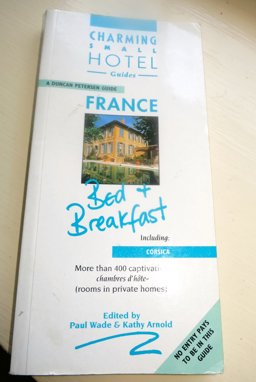 CHARMING
SMALL
HOTEL
Guides
A DUNCAN PETERSEN GUIDE
FRANCE
Bed +
Breakfast
Including:
CORSICA
More than 400 captivati
chambres d'hôte
(rooms in private homes)
Edited by
Paul Wade & Kathy Arnold
NO ENTRY PAYS
TO BE IN THIS
GUIDE